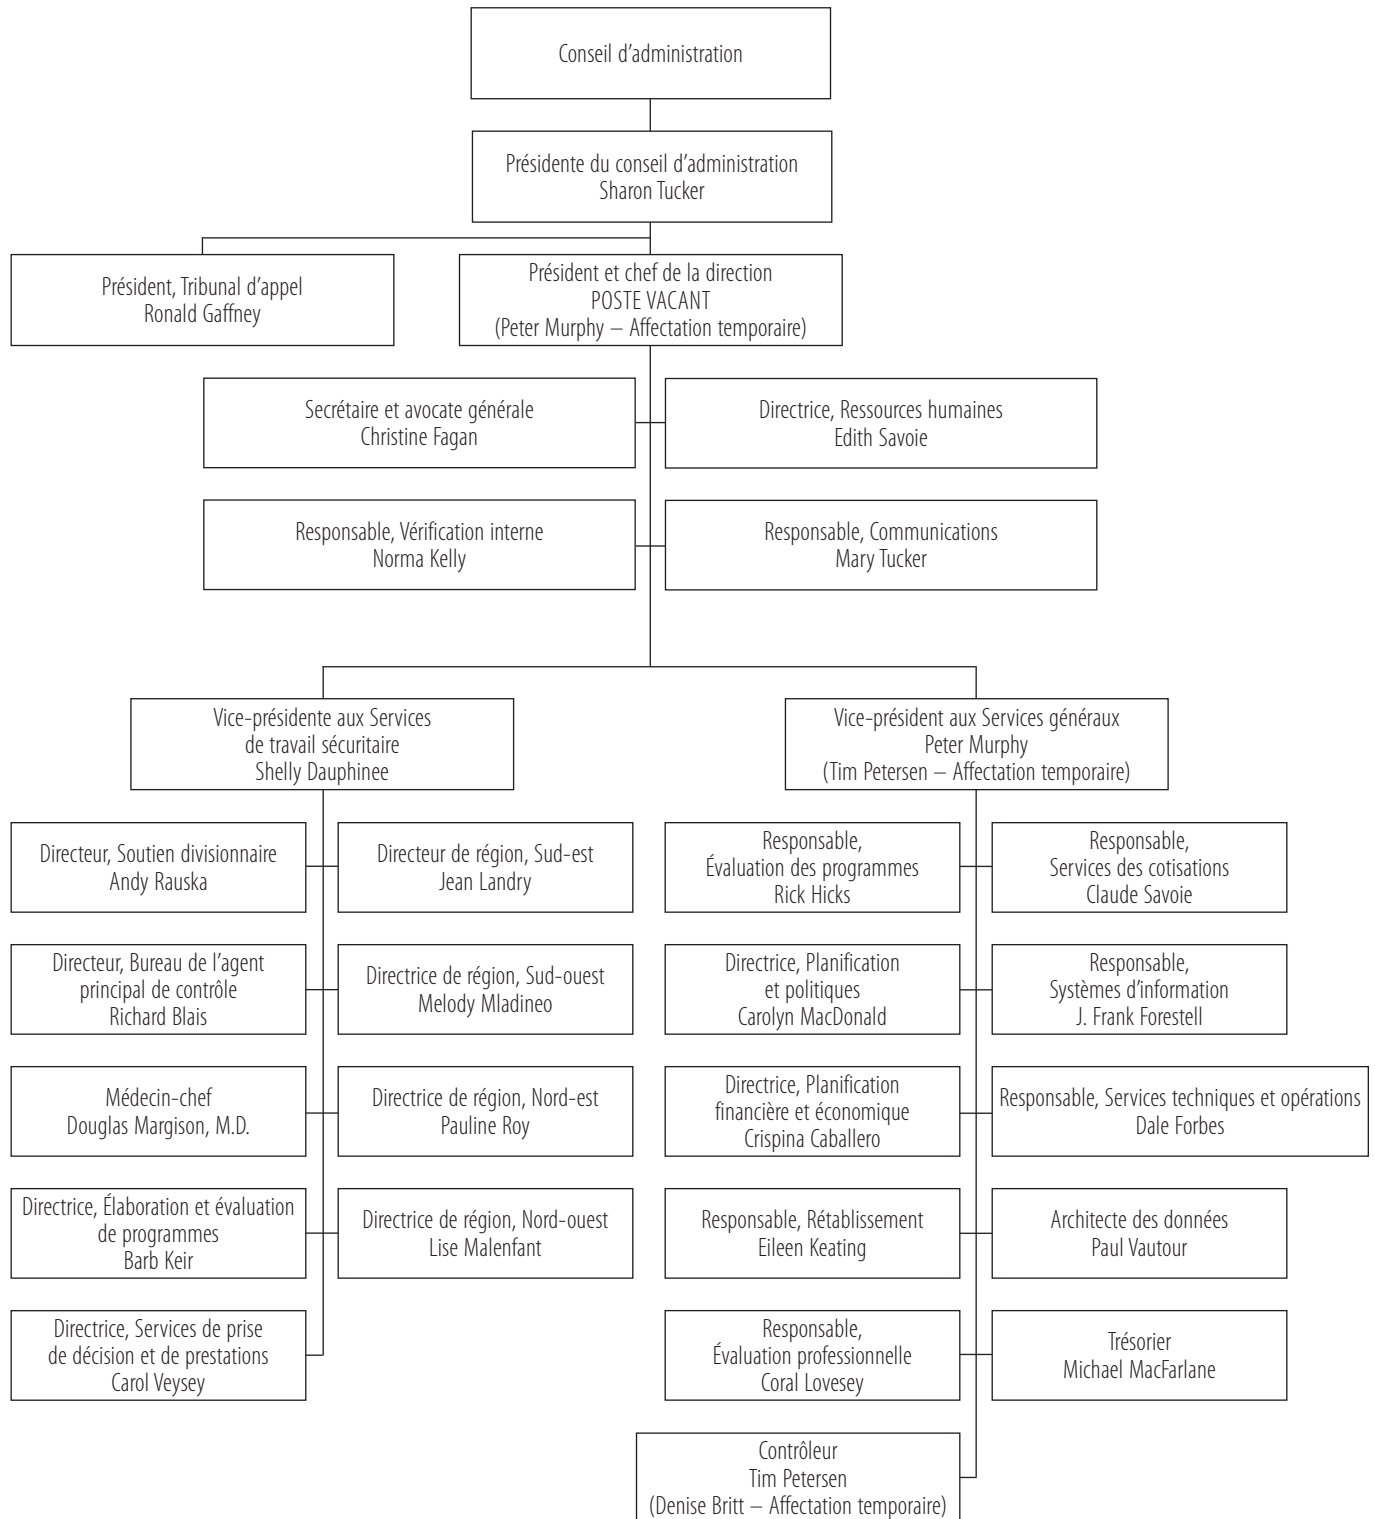 Conseil d’administration
Présidente du conseil d’administration
Sharon Tucker
Président, Tribunal d’appel
Ronald Gaffney
Président et chef de la direction
POSTE VACANT
(Peter Murphy – Affectation temporaire)
Secrétaire et avocate générale
Christine Fagan
Directrice, Ressources humaines
Edith Savoie
Responsable, Vérification interne
Norma Kelly
Responsable, Communications
Mary Tucker
Vice-présidente aux Services
de travail sécuritaire
Shelly Dauphinee
Vice-président aux Services généraux
Peter Murphy
(Tim Petersen – Affectation temporaire)
Directeur, Soutien divisionnaire
Andy Rauska
Directeur de région, Sud-est
Jean Landry
Responsable,
Évaluation des programmes
Rick Hicks
Responsable,
Services des cotisations
Claude Savoie
Directeur, Bureau de l’agent
principal de contrôle
Richard Blais
Directrice de région, Sud-ouest
Melody Mladineo
Directrice, Planification
et politiques
Carolyn MacDonald
Responsable,
Systèmes d’information
J. Frank Forestell
Médecin-chef
Douglas Margison, M.D.
Directrice de région, Nord-est
Pauline Roy
Directrice, Planification
financière et économique
Crispina Caballero
Responsable, Services techniques et opérations
Dale Forbes
Directrice, Élaboration et évaluation
de programmes
Barb Keir
Directrice de région, Nord-ouest
Lise Malenfant
Responsable, Rétablissement
Eileen Keating
Architecte des données
Paul Vautour
Directrice, Services de prise
de décision et de prestations
Carol Veysey
Responsable,
Évaluation professionnelle
Coral Lovesey
Trésorier
Michael MacFarlane
Contrôleur
Tim Petersen
(Denise Britt – Affectation temporaire)